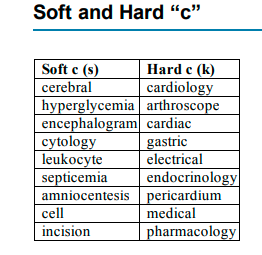 Soft and Hard “c”
Soft c (s) Hard c (k)
cerebral cardiology
hyperglycemia arthroscope
encephalogram cardiac
cytology gastric
leukocyte electrical
septicemia endocrinology
amniocentesis pericardium
cell medical
incision pharmacology